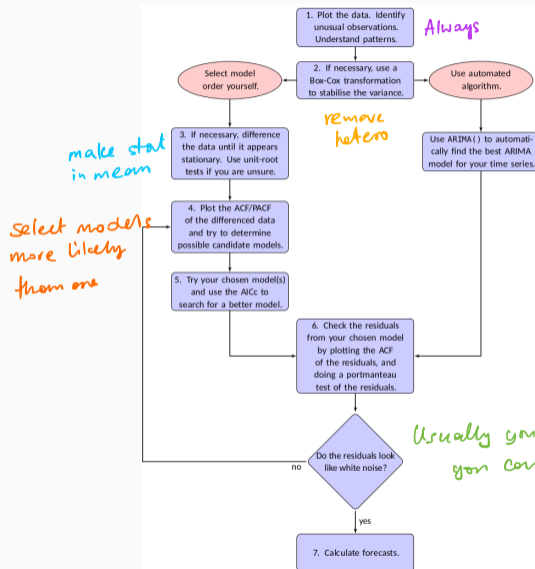 1. Plot the data. Identify
unusual observations.
Understand patterns.
Always
Select model
order yourself.
2. If necessary, use a
Box-Cox transformation
to stabilise the variance.
Use automated
algorithm.
remove
hetero
make stat
in mean
3. If necessary, difference
the data until it appears
stationary. Use unit-root
tests if you are unsure.
Use ARIMA() to automati-
cally find the best ARIMA
model for your time series.
select models
more likely
than one
4. Plot the ACF/PACF
of the differenced data
and try to determine
possible candidate models.
5. Try your chosen model(s)
and use the AICc to
search for a better model.
6. Check the residuals
from your chosen model
by plotting the ACF
of the residuals, and
doing a portmanteau
test of the residuals.
Usually you
you con
Do the residuals look
like white noise?
no
yes
7. Calculate forecasts.